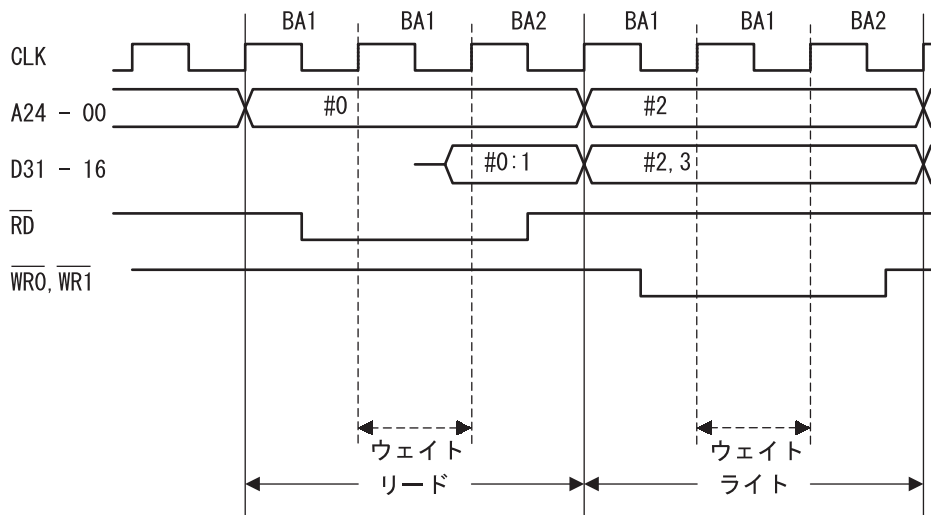 BA1 BA1 BA2 BA1 BA1 BA2
CLK
A24 - 00 #0 #2
D31 - 16 #0:1 #2,3
RD
WR0, WR1
ウェイト ウェイト
リード ライト